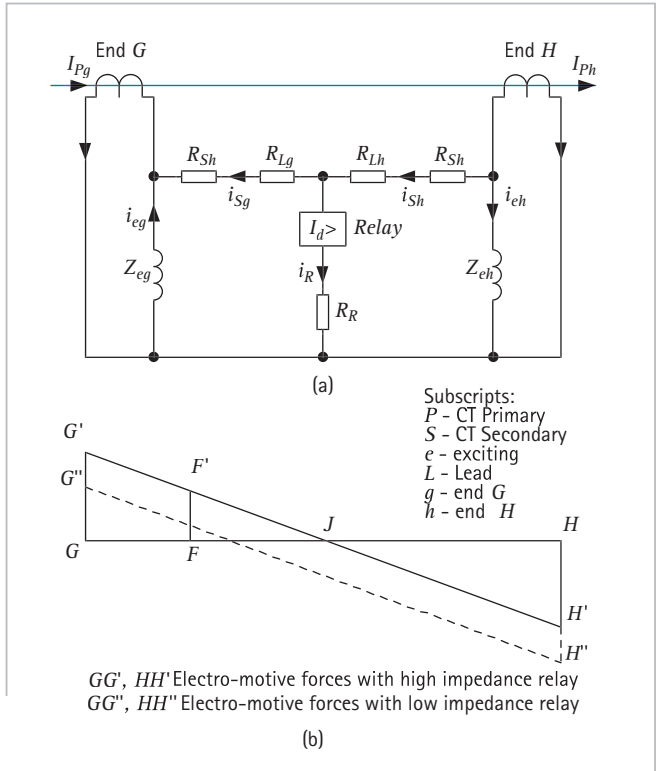 End G
End H
I_Pg
I_Ph
R_Sh
R_Lg
R_Lh
R_Sh
i_Sg
i_Sh
i_eg
i_eh
I_d>
Relay
Z_eg
Z_eh
i_R
R_R
(a)
Subscripts:
P - CT Primary
S - CT Secondary
e - exciting
L - Lead
g - end G
h - end H
G'
F'
G"
J
H
G
F
H'
H"
GG', HH' Electro-motive forces with high impedance relay
GG", HH" Electro-motive forces with low impedance relay
(b)